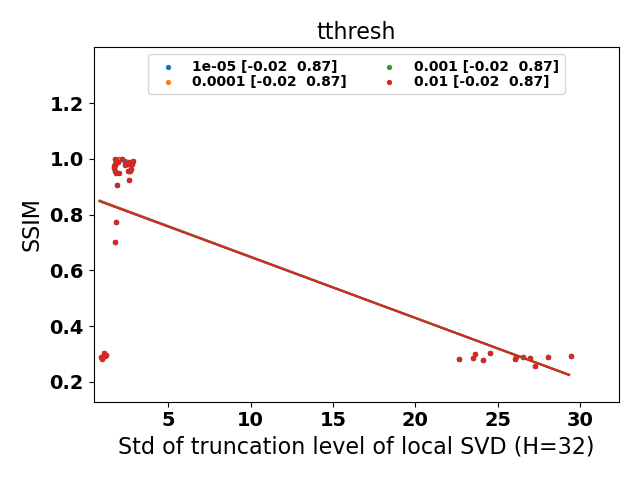 tthresh
1e-05 [-0.02  0.87]
0.0001 [-0.02  0.87]
0.001 [-0.02  0.87]
0.01 [-0.02  0.87]
SSIM
1.2
1.0
0.8
0.6
0.4
0.2
5 10 15 20 25 30
Std of truncation level of local SVD (H=32)